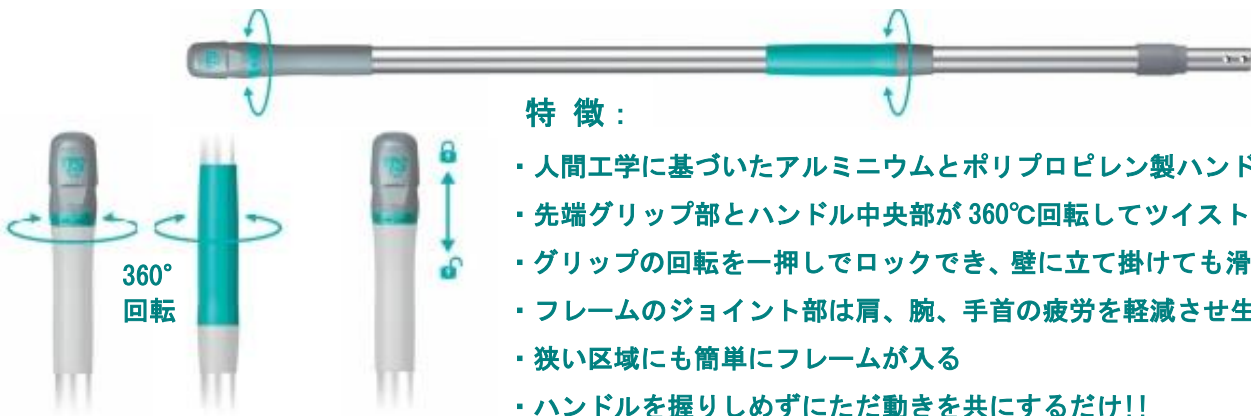 特 徴：
・人間工学に基づいたアルミニウムとポリプロピレン製ハンド
・先端グリップ部とハンドル中央部が 360℃回転してツイスト
・グリップの回転を一押しでロックでき、壁に立て掛けても滑
・フレームのジョイント部は肩、腕、手首の疲労を軽減させ生
・狭い区域にも簡単にフレームが入る
・ハンドルを握りしめずにただ動きを共にするだけ!!
360°
回転